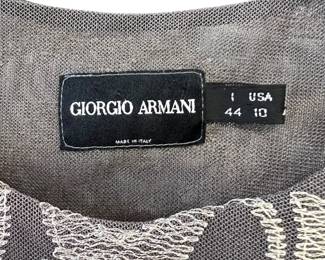 GIORGIO ARMANI
MADE IN ITALY
I USA
44 10